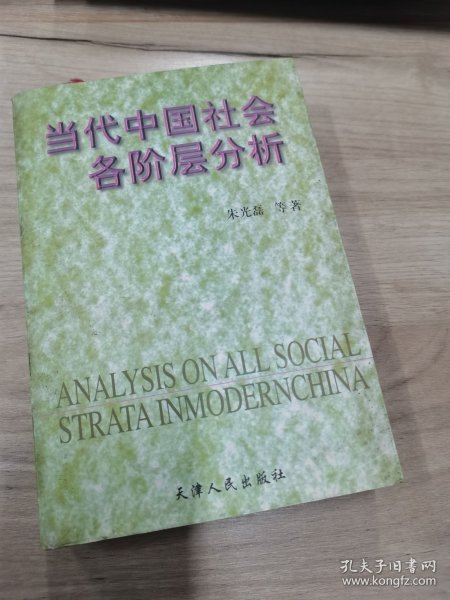 当代中国社会
各阶层分析
朱光磊 等著
ANALYSIS ON ALL SOCIAL
STRATA INMODERNCHINA
天津人民出版社
孔夫子旧书网
www.kongfz.com